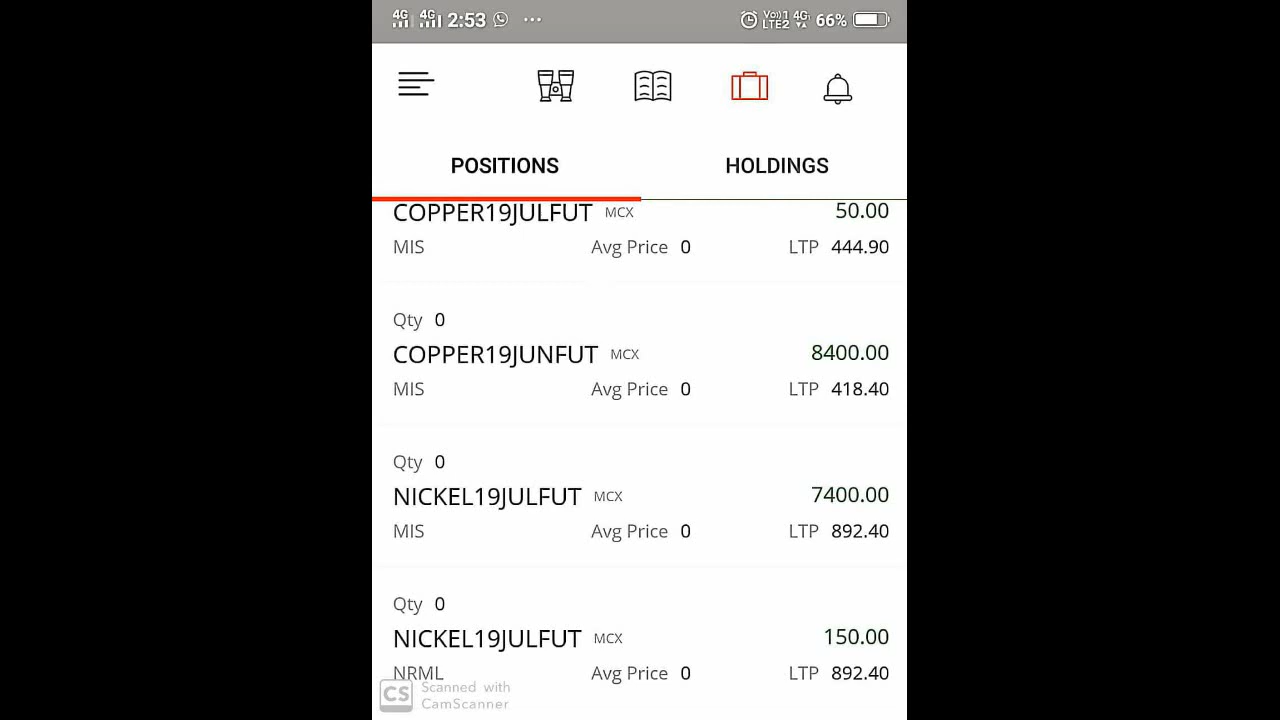 4G 4G 2:53 ... Vo)) 1 LTE2 4G 66%
POSITIONS HOLDINGS
COPPER19JULFUT MCX 50.00
MIS Avg Price 0 LTP 444.90
Qty 0
COPPER19JUNFUT MCX 8400.00
MIS Avg Price 0 LTP 418.40
Qty 0
NICKEL19JULFUT MCX 7400.00
MIS Avg Price 0 LTP 892.40
Qty 0
NICKEL19JULFUT MCX 150.00
NRML Avg Price 0 LTP 892.40
CS Scanned with
CamScanner